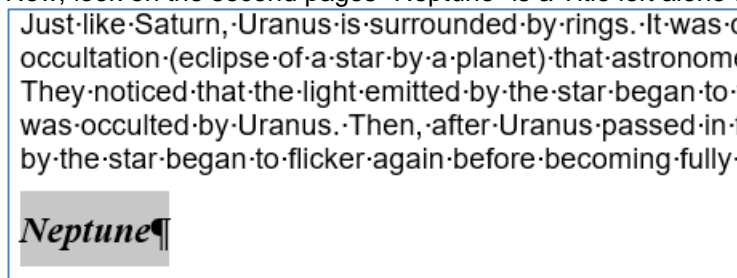 Now, look on the second pages "Neptune" is a Title left alone
Just·like·Saturn,·Uranus·is·surrounded·by·rings.·It·was·
occultation·(eclipse·of·a·star·by·a·planet)·that·astronome
They·noticed·that·the·light·emitted·by·the·star·began·to·
was·occulted·by·Uranus.·Then,·after·Uranus·passed·in·
by·the·star·began·to·flicker·again·before·becoming·fully·
Neptune¶